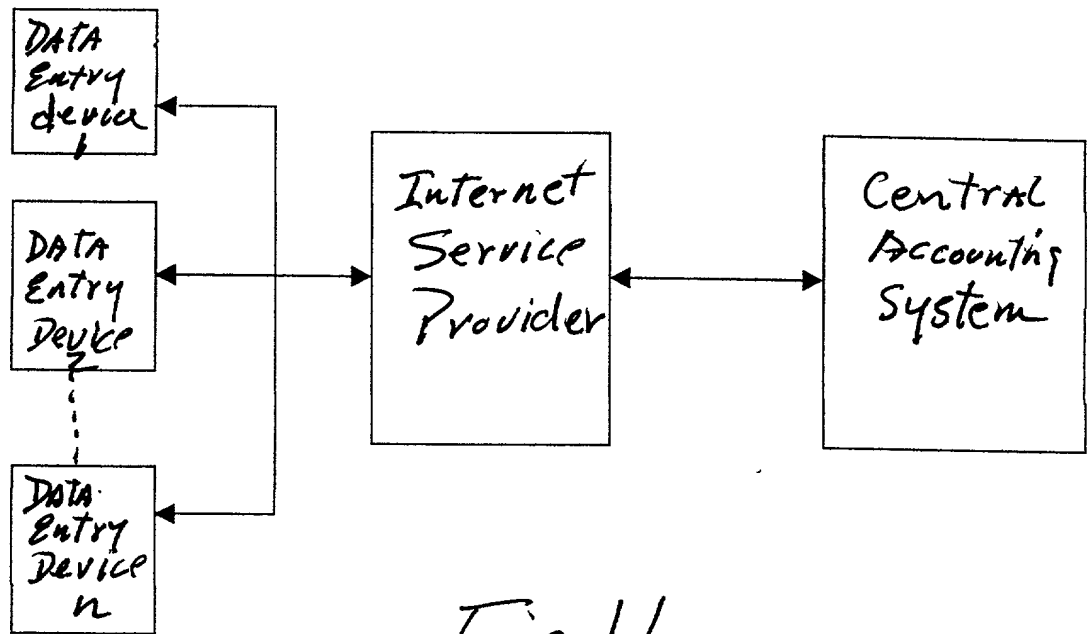 DATA
Entry
device
1
DATA
Entry
Device
2
DATA
Entry
Device
n
Internet
Service
Provider
Central
Accounting
System